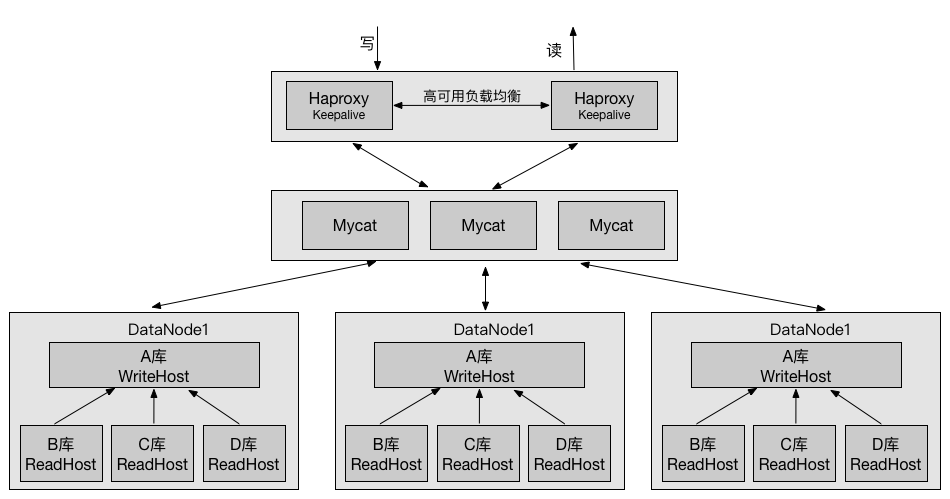 写
读
Haproxy
Keepalive
高可用负载均衡
Haproxy
Keepalive
Mycat
Mycat
Mycat
DataNode1
A库
WriteHost
B库
ReadHost
C库
ReadHost
D库
ReadHost
DataNode1
A库
WriteHost
B库
ReadHost
C库
ReadHost
D库
ReadHost
DataNode1
A库
WriteHost
B库
ReadHost
C库
ReadHost
D库
ReadHost